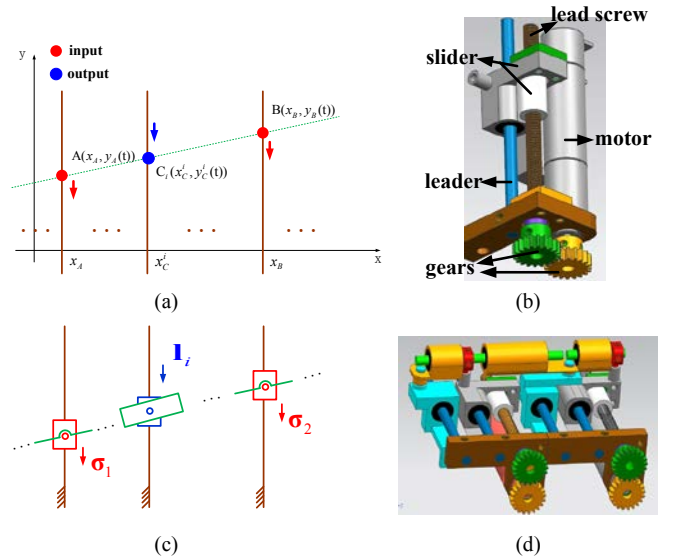 y
input
output
A(x_A, y_A(t))
B(x_B, y_B(t))
C_i(x_C^i, y_C^i(t))
x_A
x_C^i
x_B
x
(a)
lead screw
slider
motor
leader
gears
(b)
l_i
σ_1
σ_2
(c)
(d)